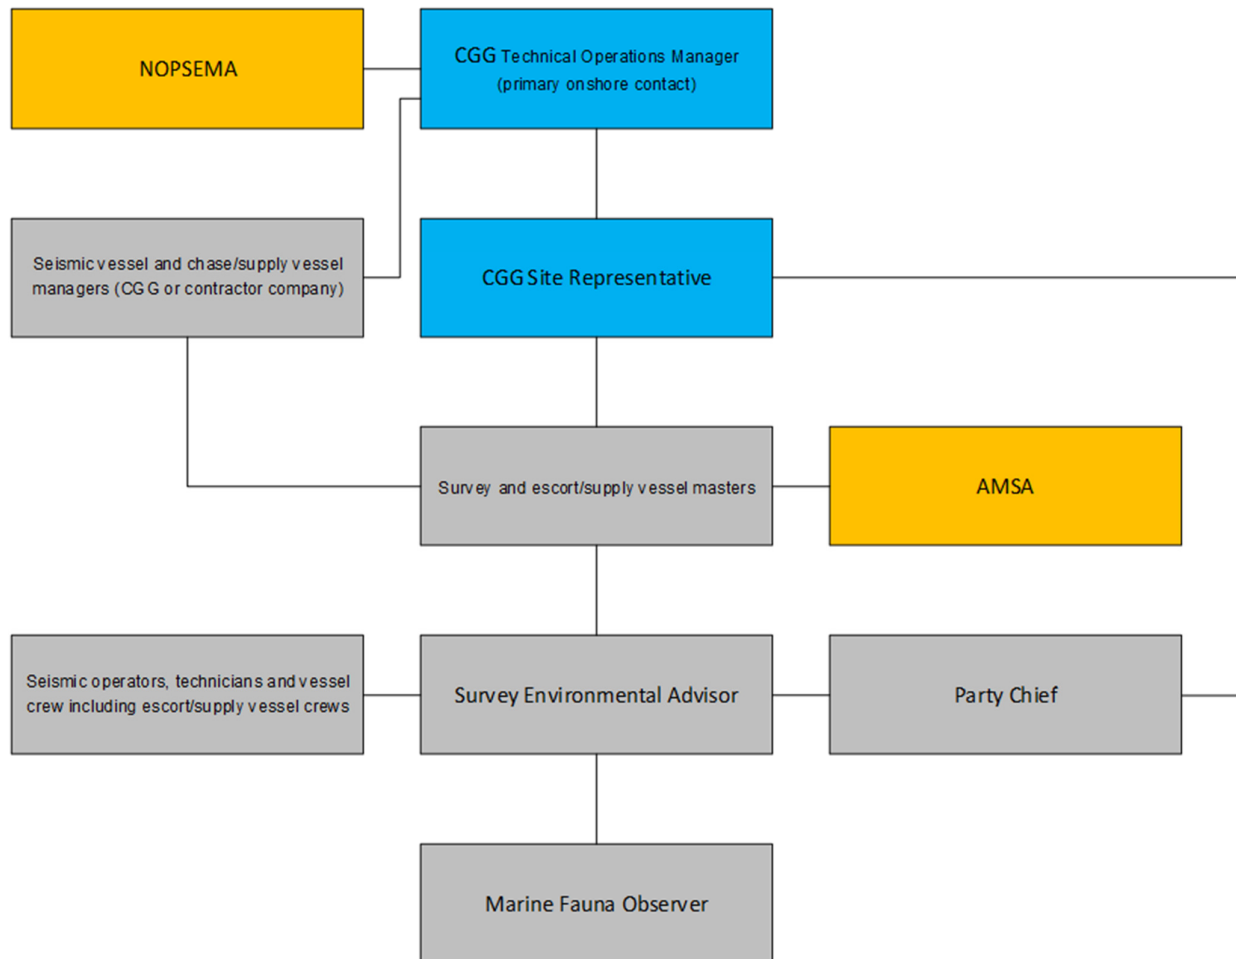 NOPSEMA
CGG Technical Operations Manager
(primary onshore contact)
Seismic vessel and chase/supply vessel
managers (CGG or contractor company)
CGG Site Representative
Survey and escort/supply vessel masters
AMSA
Seismic operators, technicians and vessel
crew including escort/supply vessel crews
Survey Environmental Advisor
Party Chief
Marine Fauna Observer